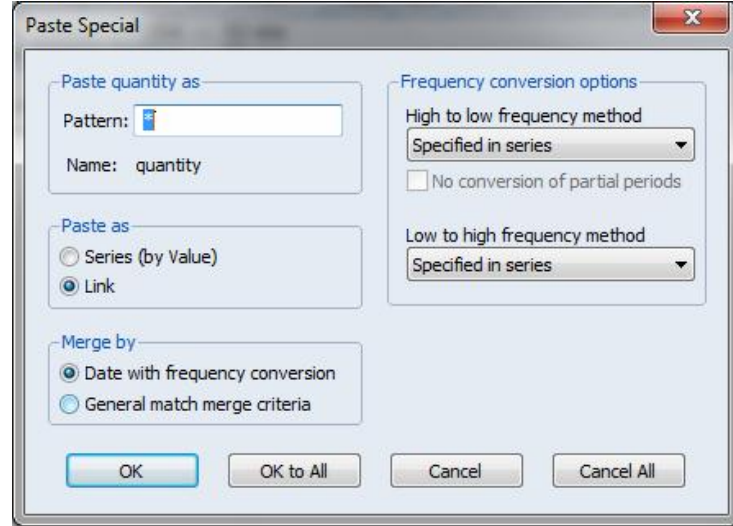 Paste Special
Paste quantity as
Pattern: *
Name: quantity
Paste as
Series (by Value)
Link
Merge by
Date with frequency conversion
General match merge criteria
Frequency conversion options
High to low frequency method
Specified in series
No conversion of partial periods
Low to high frequency method
Specified in series
OK
OK to All
Cancel
Cancel All